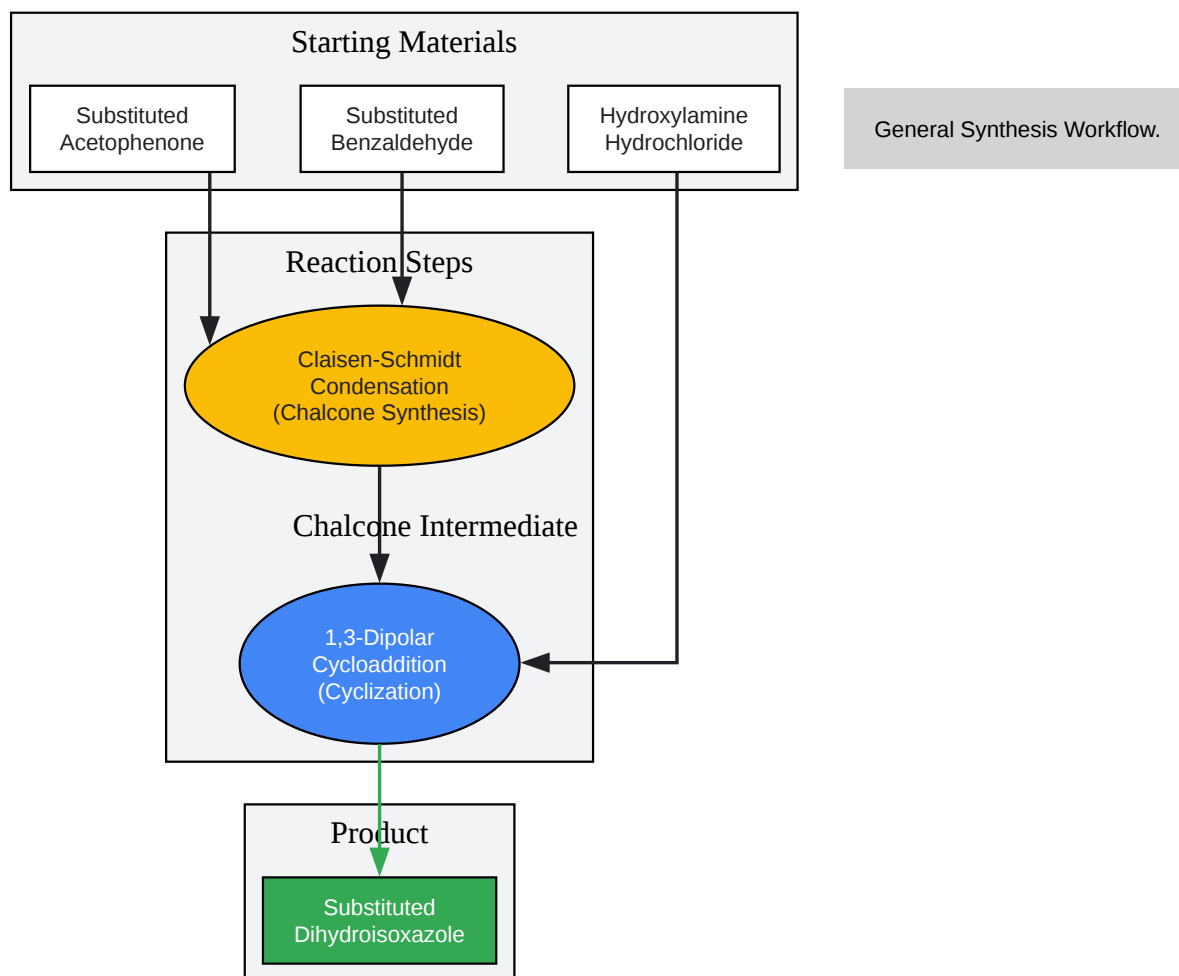 Starting Materials
Substituted
Acetophenone
Substituted
Benzaldehyde
Hydroxylamine
Hydrochloride
General Synthesis Workflow.
Reaction Steps
Claisen-Schmidt
Condensation
(Chalcone Synthesis)
Chalcone Intermediate
1,3-Dipolar
Cycloaddition
(Cyclization)
Product
Substituted
Dihydroisoxazole